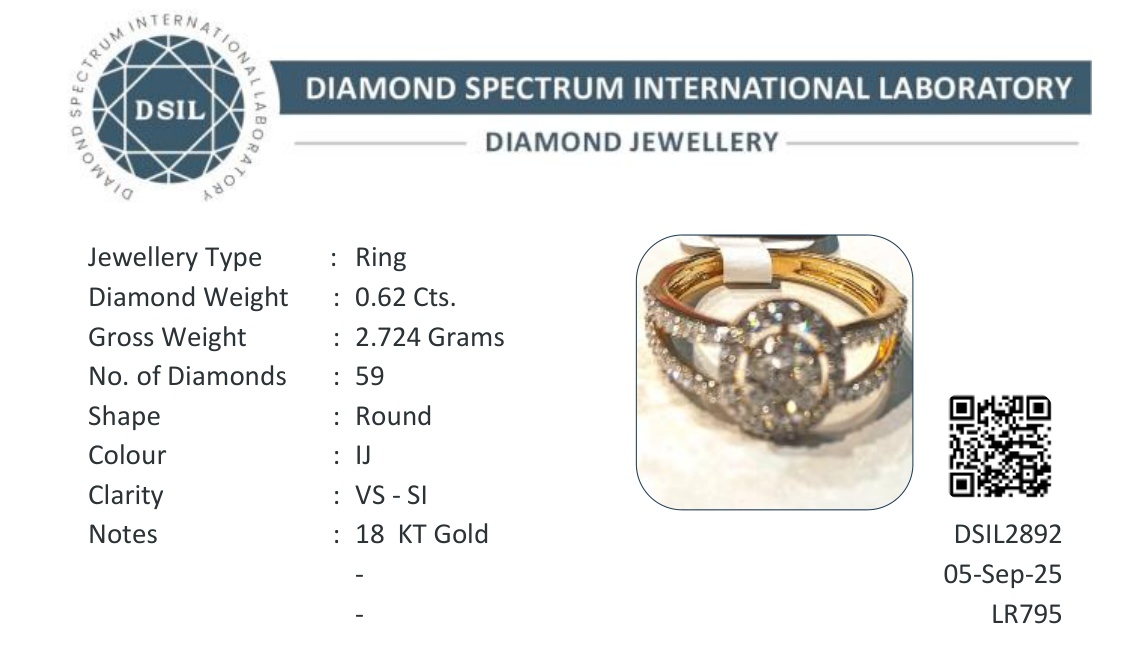 DIAMOND SPECTRUM INTERNATIONAL LABORATORY
DSIL
DIAMOND SPECTRUM INTERNATIONAL LABORATORY
DIAMOND JEWELLERY
Jewellery Type : Ring
Diamond Weight : 0.62 Cts.
Gross Weight : 2.724 Grams
No. of Diamonds : 59
Shape : Round
Colour : IJ
Clarity : VS - SI
Notes : 18 KT Gold
-
-
DSIL2892
05-Sep-25
LR795